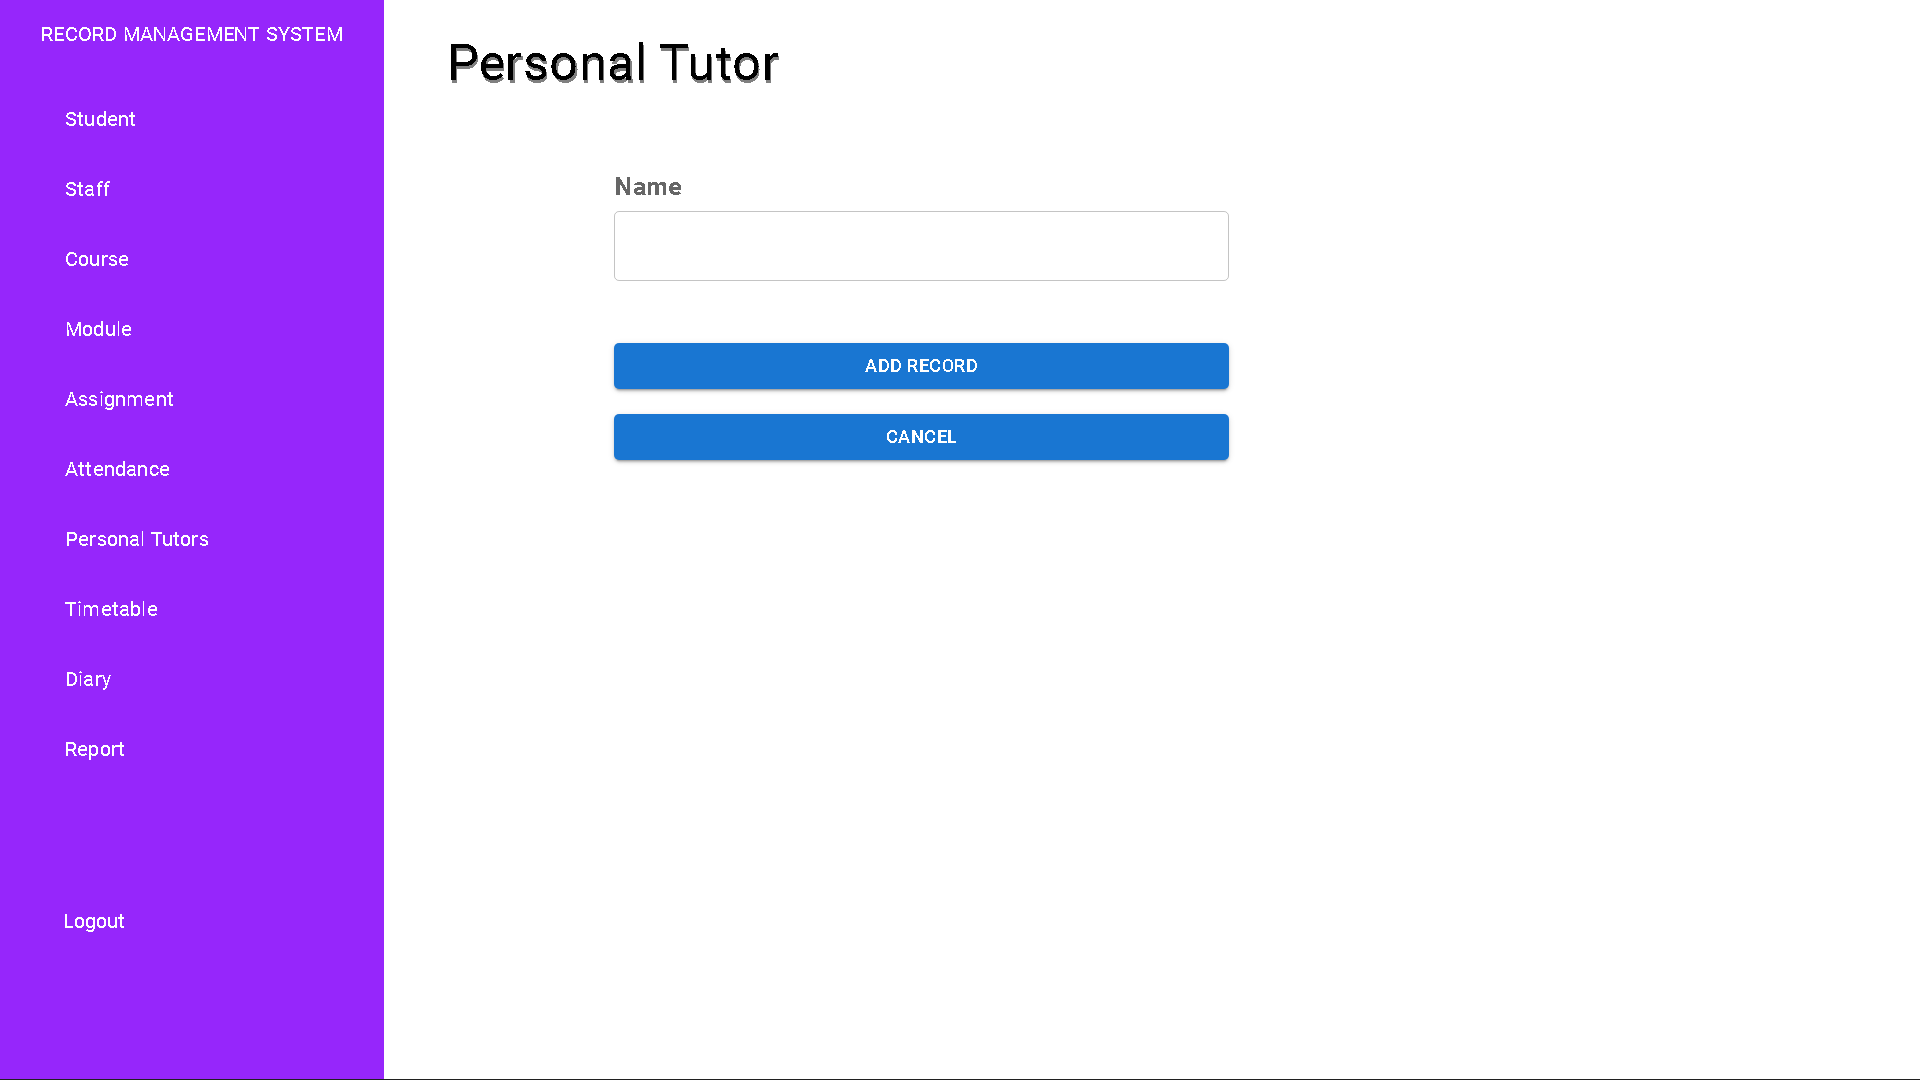 RECORD MANAGEMENT SYSTEM
Student
Staff
Course
Module
Assignment
Attendance
Personal Tutors
Timetable
Diary
Report
Logout
Personal Tutor
Name
ADD RECORD
CANCEL